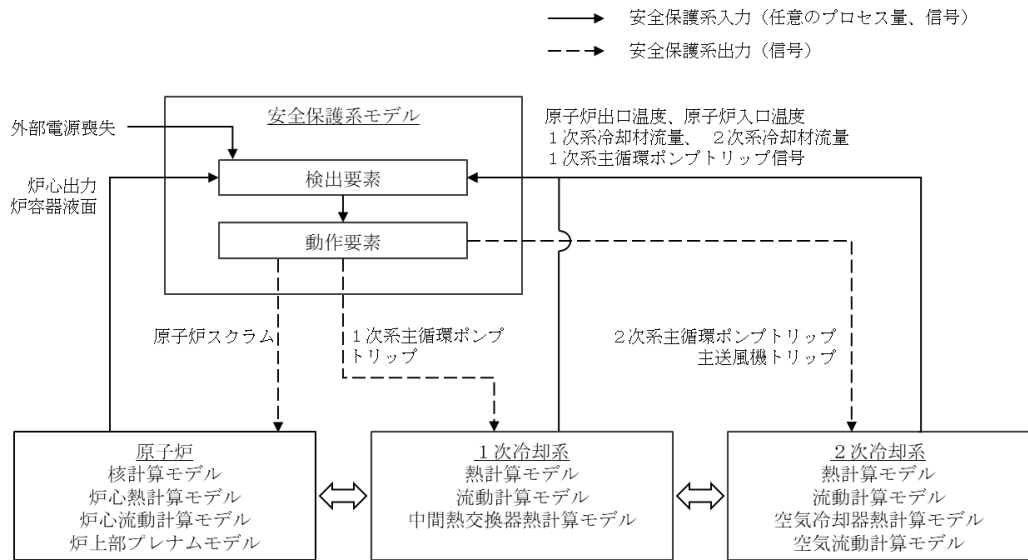 安全保護系入力（任意のプロセス量、信号）
安全保護系出力（信号）
安全保護系モデル
外部電源喪失
検出要素
動作要素
炉心出力
炉容器液面
原子炉出口温度、原子炉入口温度
１次系冷却材流量、２次系冷却材流量
１次系主循環ポンプトリップ信号
原子炉スクラム
１次系主循環ポンプ
トリップ
２次系主循環ポンプトリップ
主送風機トリップ
原子炉
核計算モデル
炉心熱計算モデル
炉心流動計算モデル
炉上部プレナムモデル
１次冷却系
熱計算モデル
流動計算モデル
中間熱交換器熱計算モデル
２次冷却系
熱計算モデル
流動計算モデル
空気冷却器熱計算モデル
空気流動計算モデル